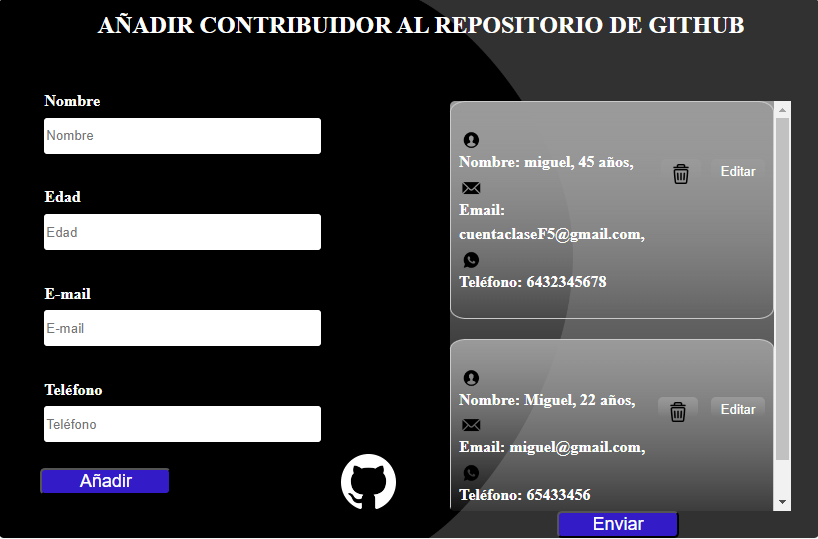 AÑADIR CONTRIBUIDOR AL REPOSITORIO DE GITHUB
Nombre
Nombre
Edad
Edad
E-mail
E-mail
Teléfono
Teléfono
Añadir
Nombre: miguel, 45 años,
Email:
cuentaclaseF5@gmail.com,
Teléfono: 6432345678
Editar
Nombre: Miguel, 22 años,
Email: miguel@gmail.com,
Teléfono: 65433456
Editar
Enviar